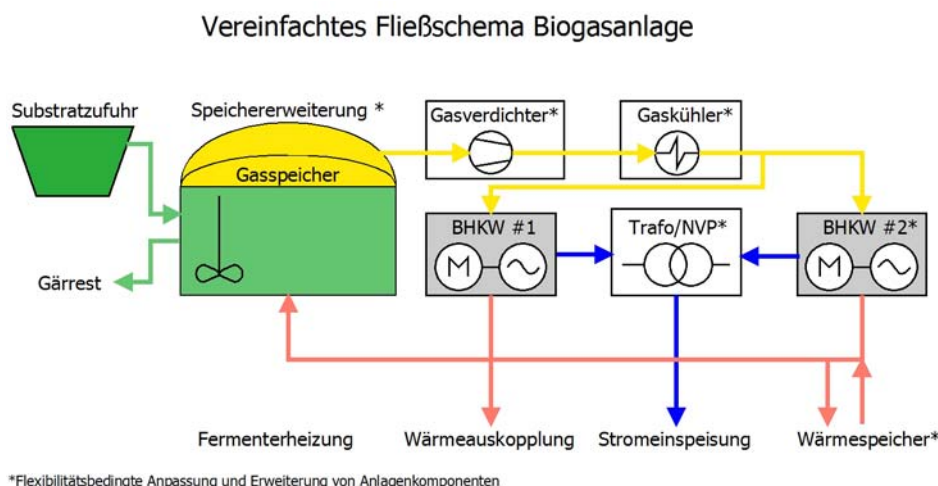 Vereinfachtes Fließschema Biogasanlage
Substratzufuhr
Speichererweiterung *
Gasverdichter*
Gaskühler*
Gasspeicher
BHKW #1
Trafo/NVP*
BHKW #2*
M
M
Gärrest
Fermenterheizung
Wärmeauskopplung
Stromeinspeisung
Wärmespeicher*
*Flexibilitätsbedingte Anpassung und Erweiterung von Anlagenkomponenten